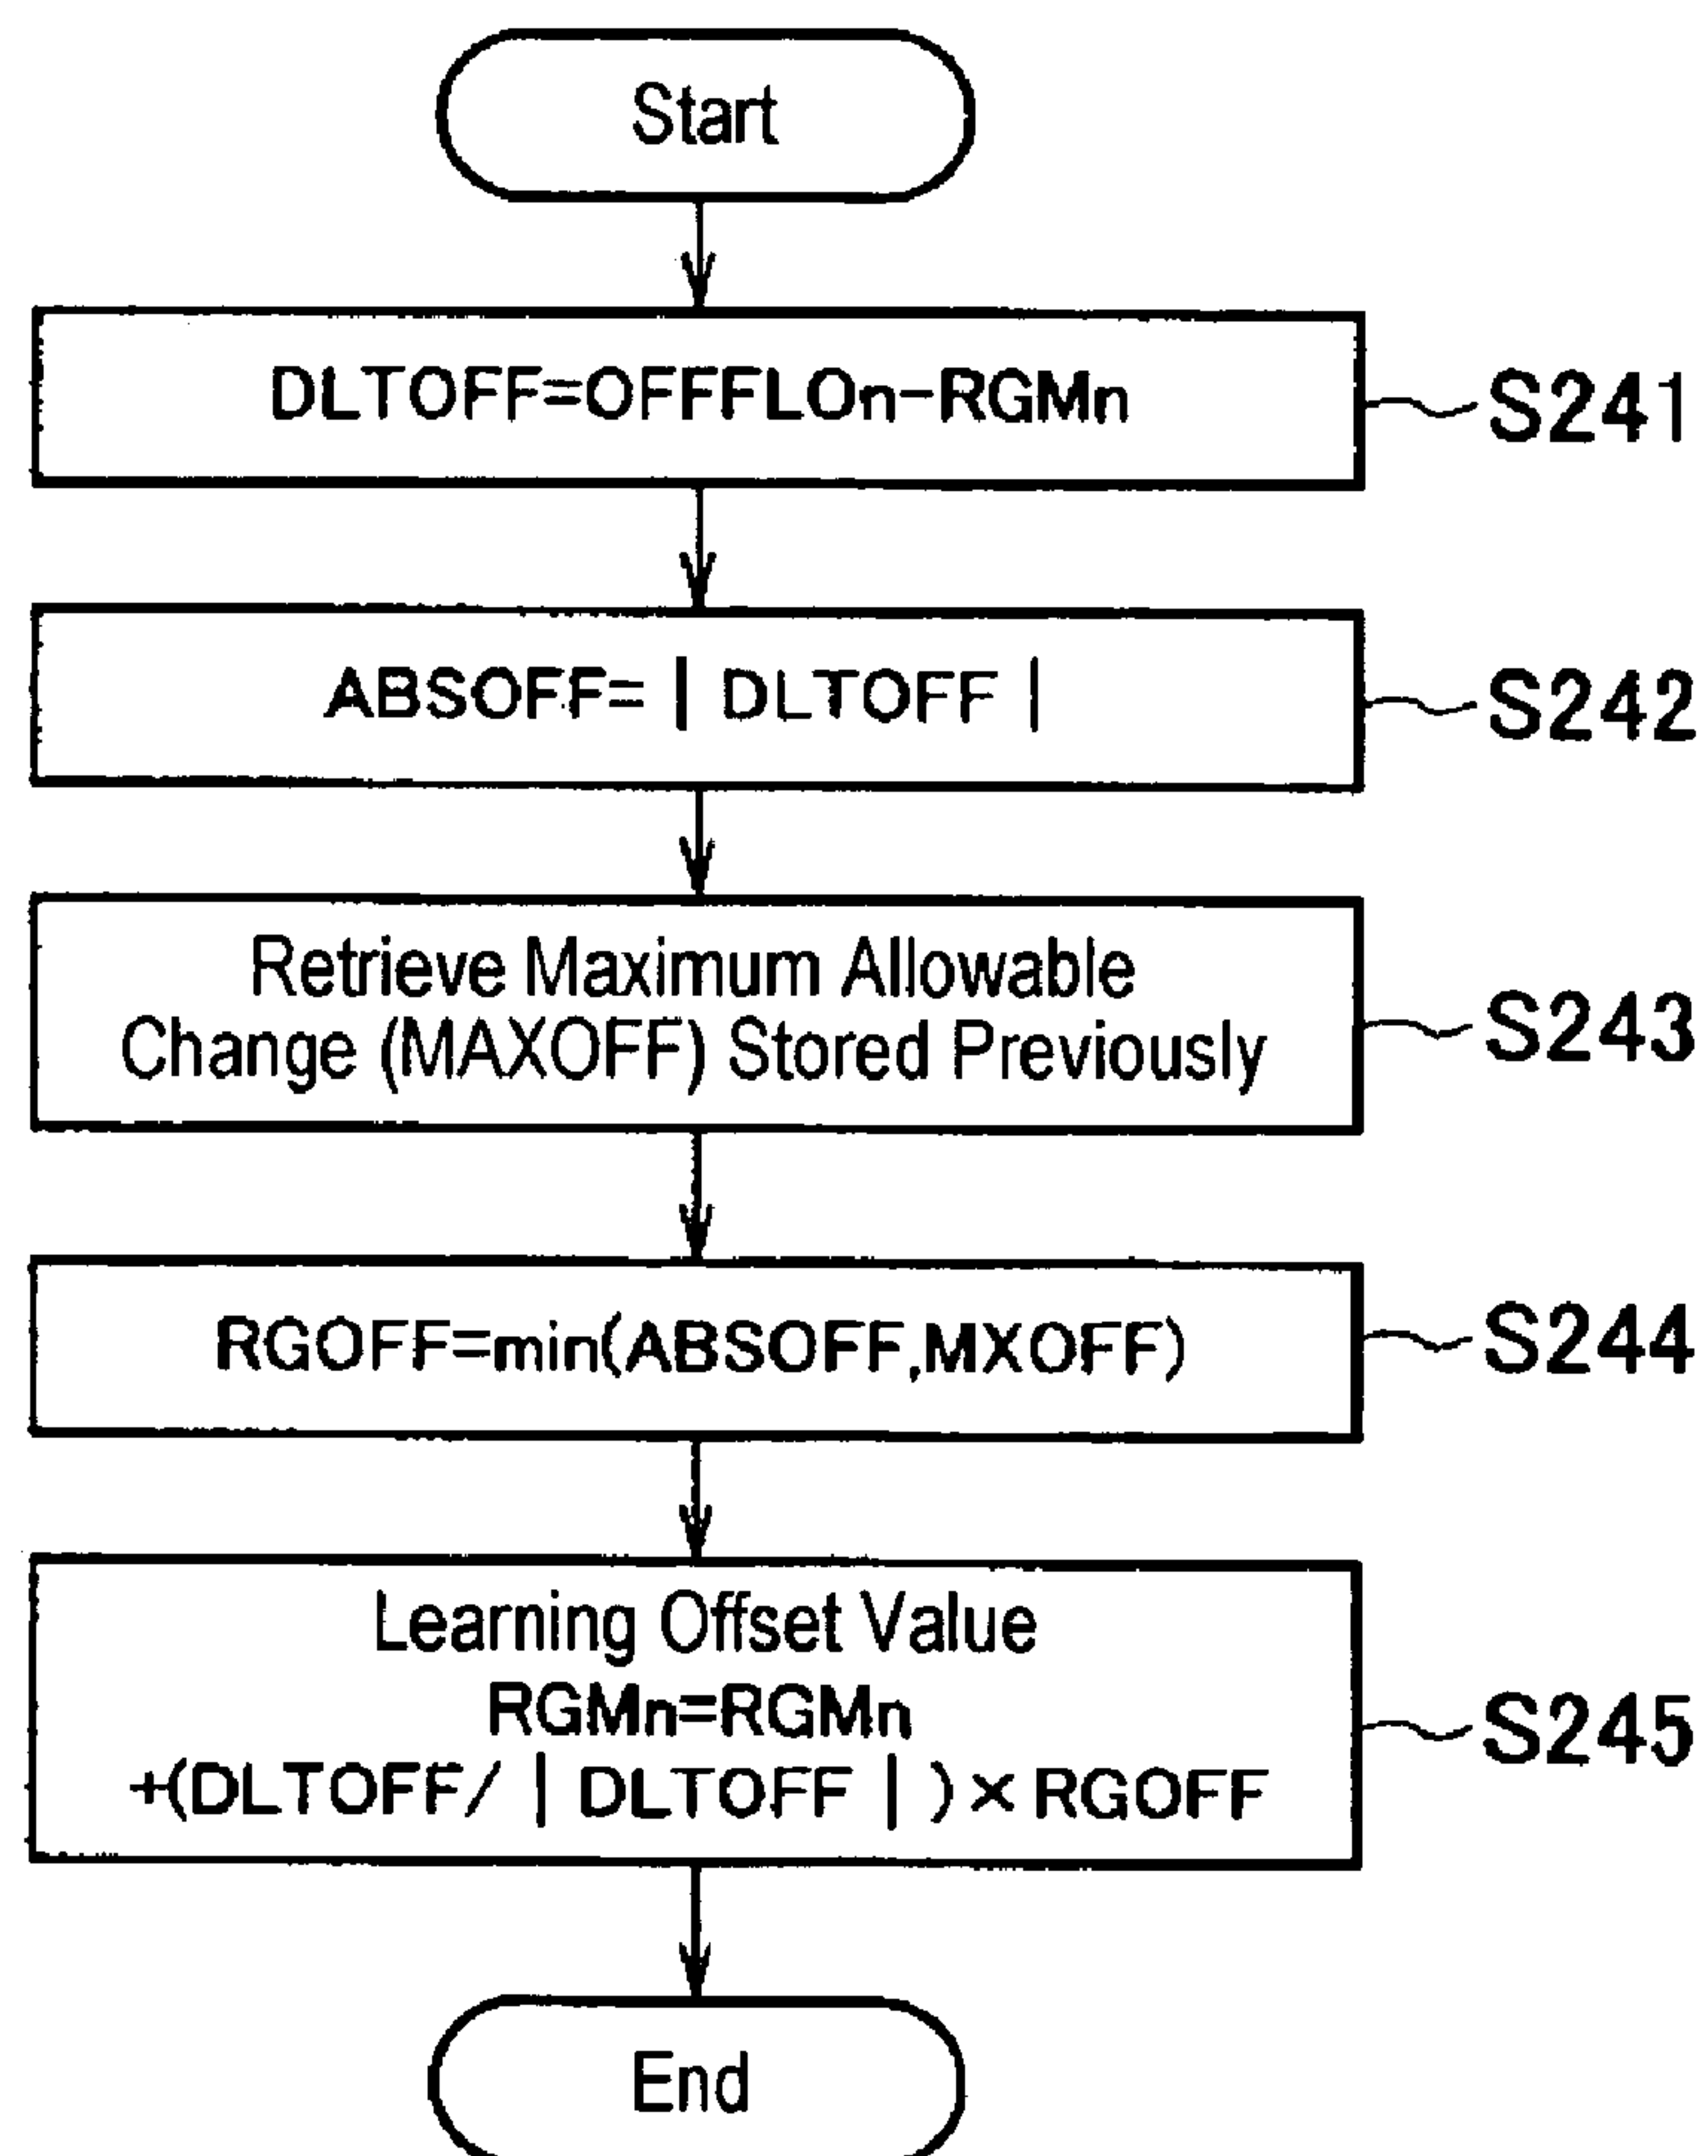 Start
DLTOFF=OFFFLOn-RGMn
S241
ABSOFF= | DLTOFF |
S242
Retrieve Maximum Allowable
Change (MAXOFF) Stored Previously
S243
RGOFF=min(ABSOFF,MXOFF)
S244
Learning Offset Value
RGMn=RGMn
+(DLTOFF/ | DLTOFF | )×RGOFF
S245
End